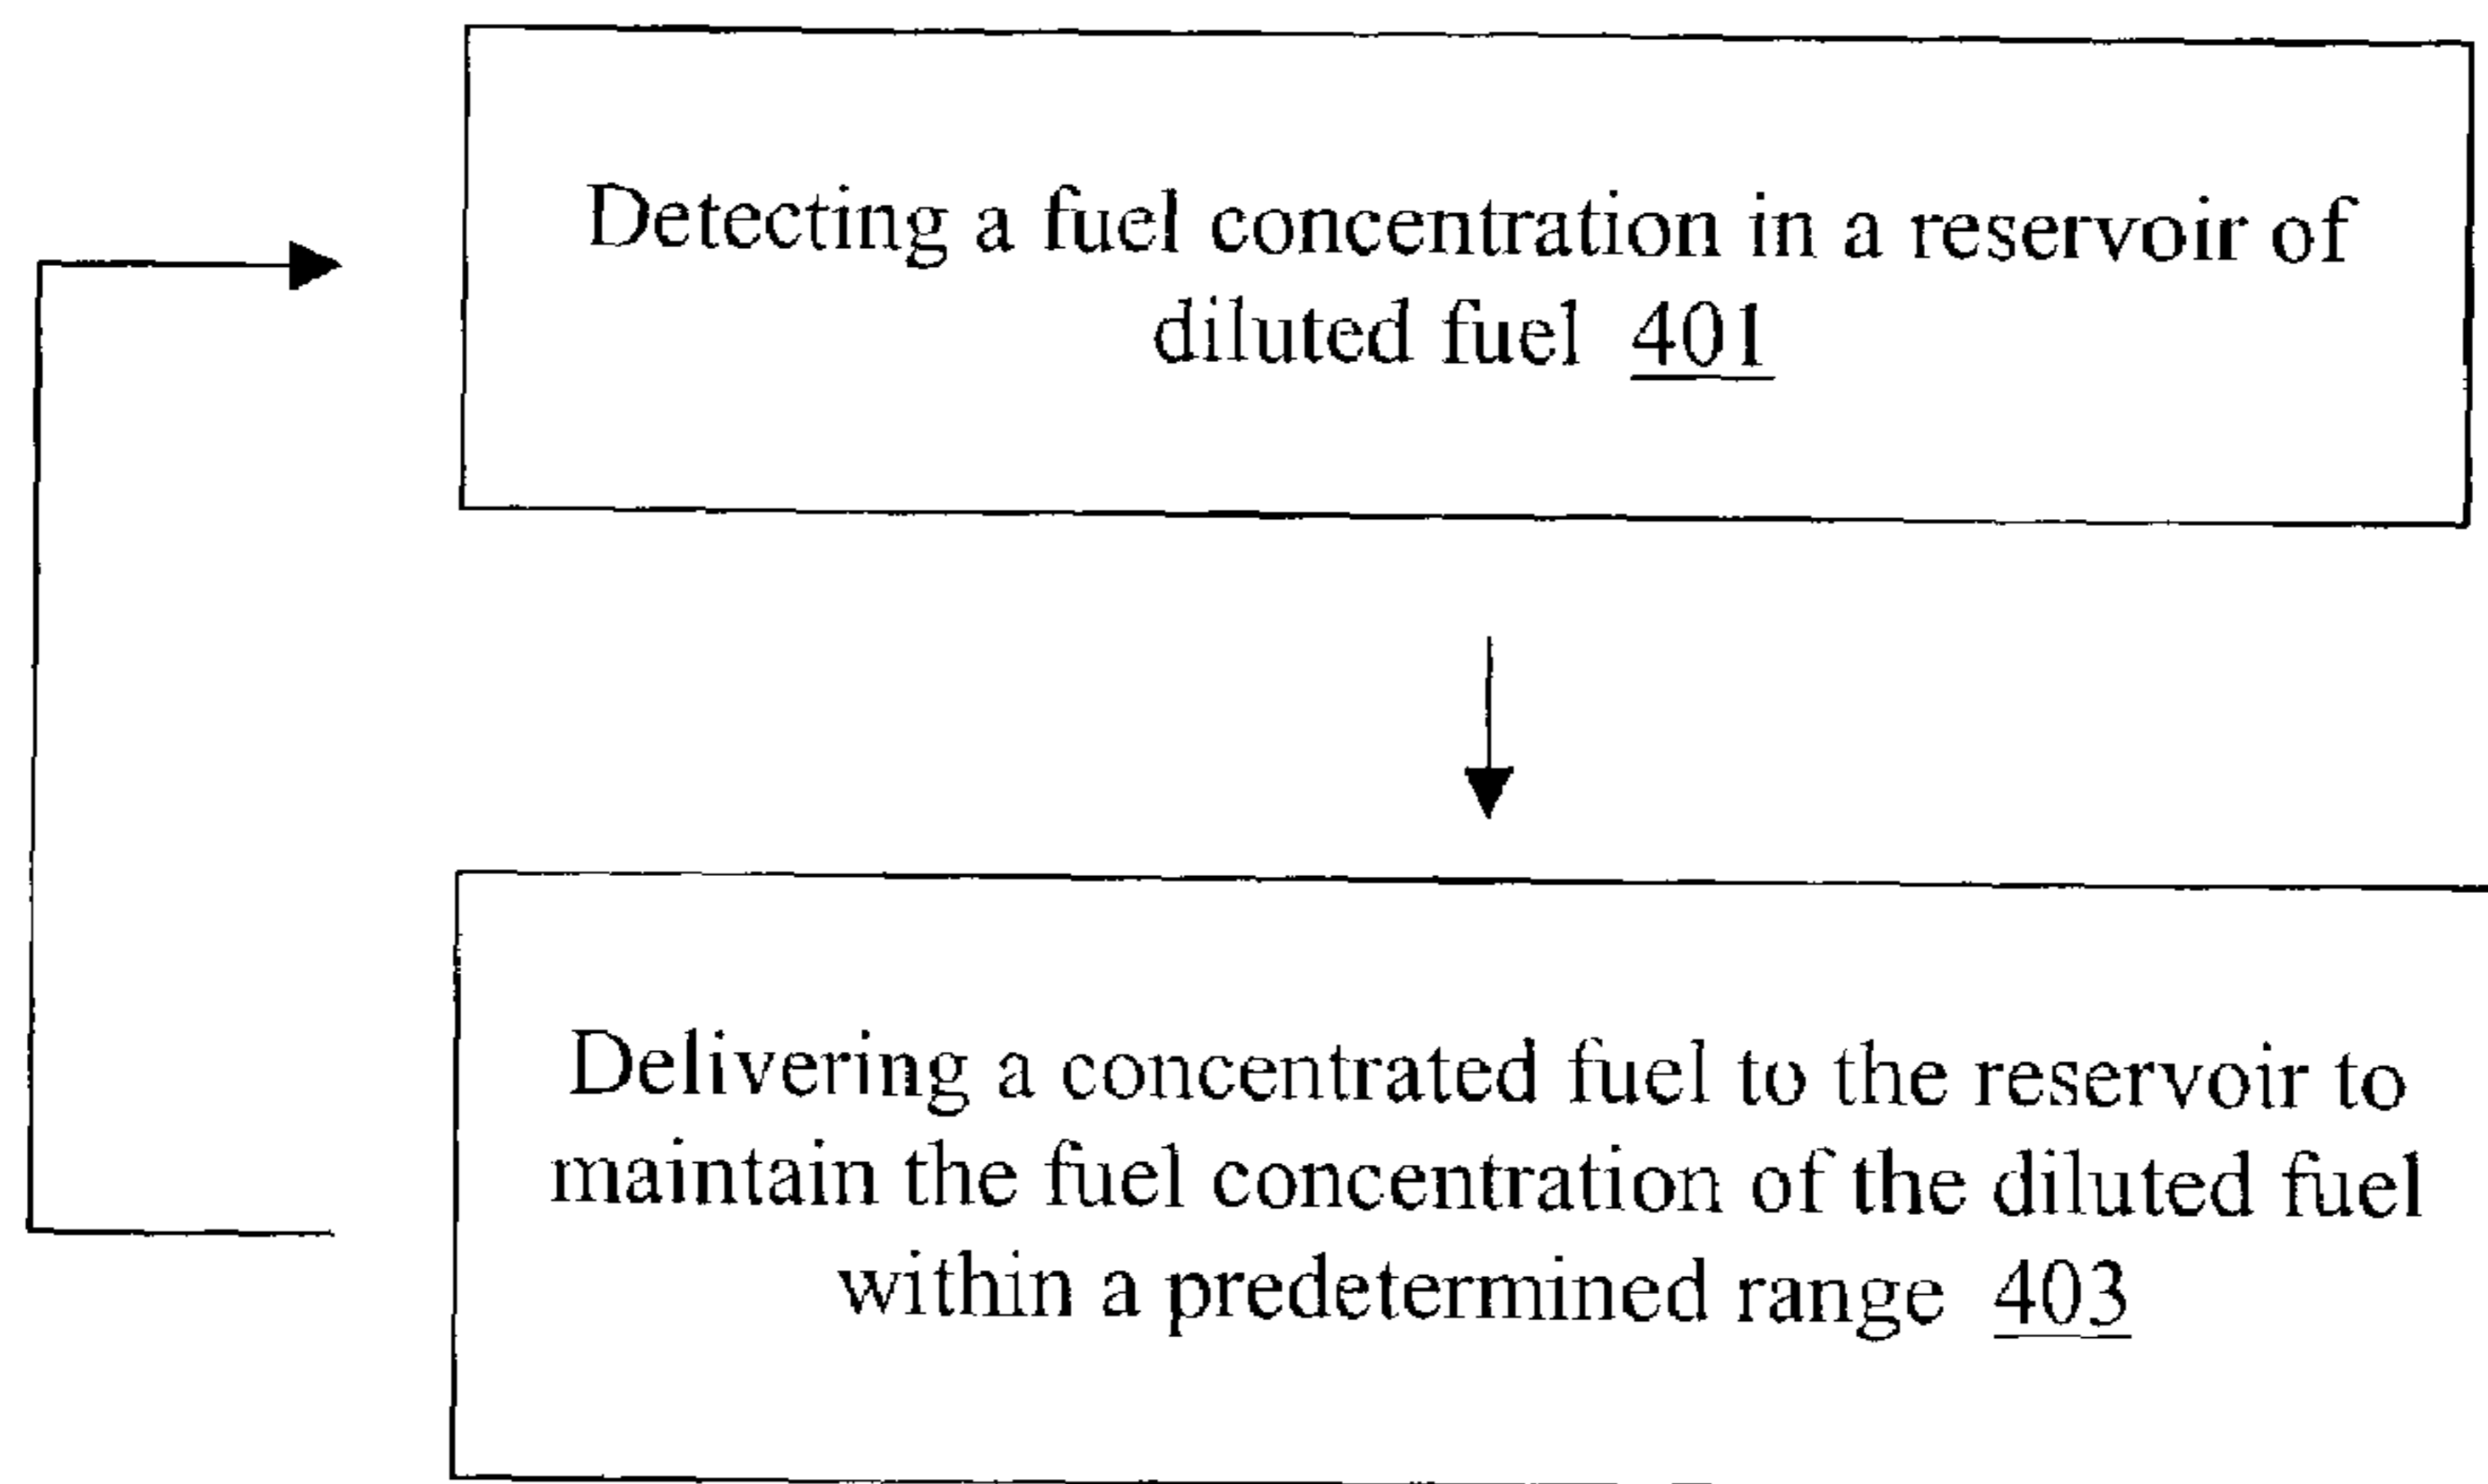 Detecting a fuel concentration in a reservoir of
diluted fuel 401
Delivering a concentrated fuel to the reservoir to
maintain the fuel concentration of the diluted fuel
within a predetermined range 403